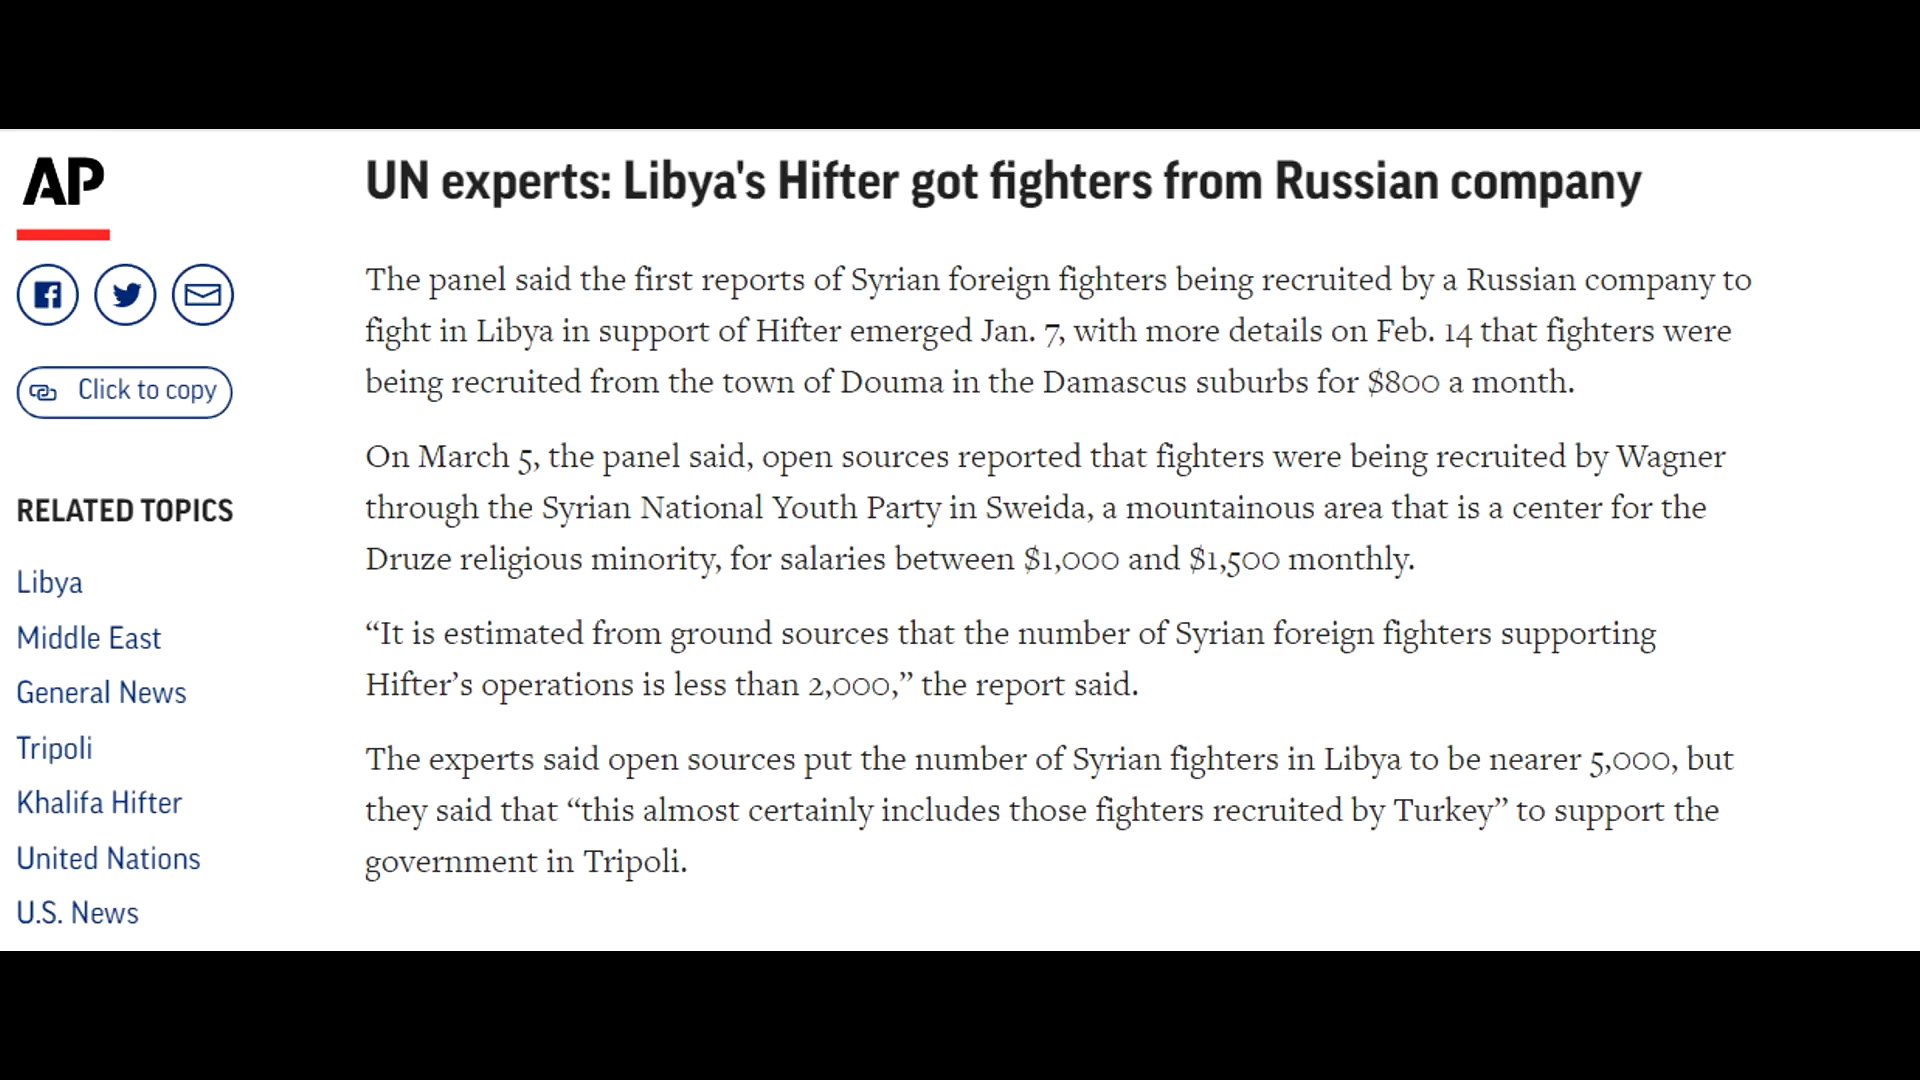 AP
UN experts: Libya's Hifter got fighters from Russian company
The panel said the first reports of Syrian foreign fighters being recruited by a Russian company to
fight in Libya in support of Hifter emerged Jan. 7, with more details on Feb. 14 that fighters were
being recruited from the town of Douma in the Damascus suburbs for $800 a month.
On March 5, the panel said, open sources reported that fighters were being recruited by Wagner
through the Syrian National Youth Party in Sweida, a mountainous area that is a center for the
Druze religious minority, for salaries between $1,000 and $1,500 monthly.
“It is estimated from ground sources that the number of Syrian foreign fighters supporting
Hifter’s operations is less than 2,000,” the report said.
The experts said open sources put the number of Syrian fighters in Libya to be nearer 5,000, but
they said that “this almost certainly includes those fighters recruited by Turkey” to support the
government in Tripoli.
Click to copy
RELATED TOPICS
Libya
Middle East
General News
Tripoli
Khalifa Hifter
United Nations
U.S. News